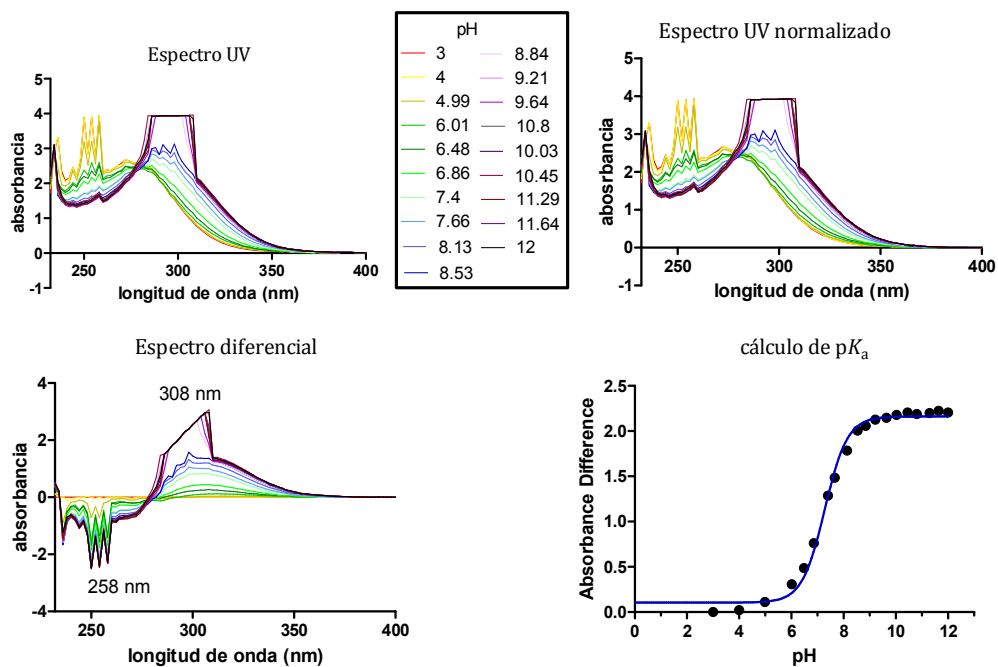 Espectro UV
absorbancia
5
4
3
2
1
0
-1
250 300 350 400
longitud de onda (nm)
pH
3
4
4.99
6.01
6.48
6.86
7.4
7.66
8.13
8.53
8.84
9.21
9.64
10.8
10.03
10.45
11.29
11.64
12
Espectro UV normalizado
absosrbancia
5
4
3
2
1
0
-1
250 300 350 400
longitud de onda (nm)
Espectro diferencial
absorbancia
4
2
0
-2
-4
308 nm
258 nm
250 300 350 400
longitud de onda (nm)
cálculo de pKa
Absorbance Difference
2.5
2.0
1.5
1.0
0.5
0.0
0 2 4 6 8 10 12
pH